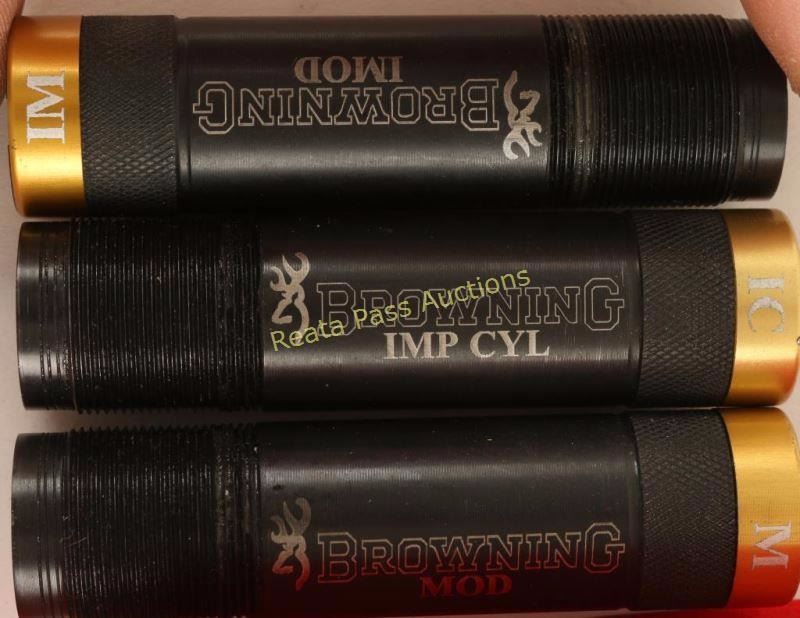 IM
BROWNING
IMOD
BROWNING
IMP CYL
IC
Reata Pass Auctions
BROWNING
MOD
M